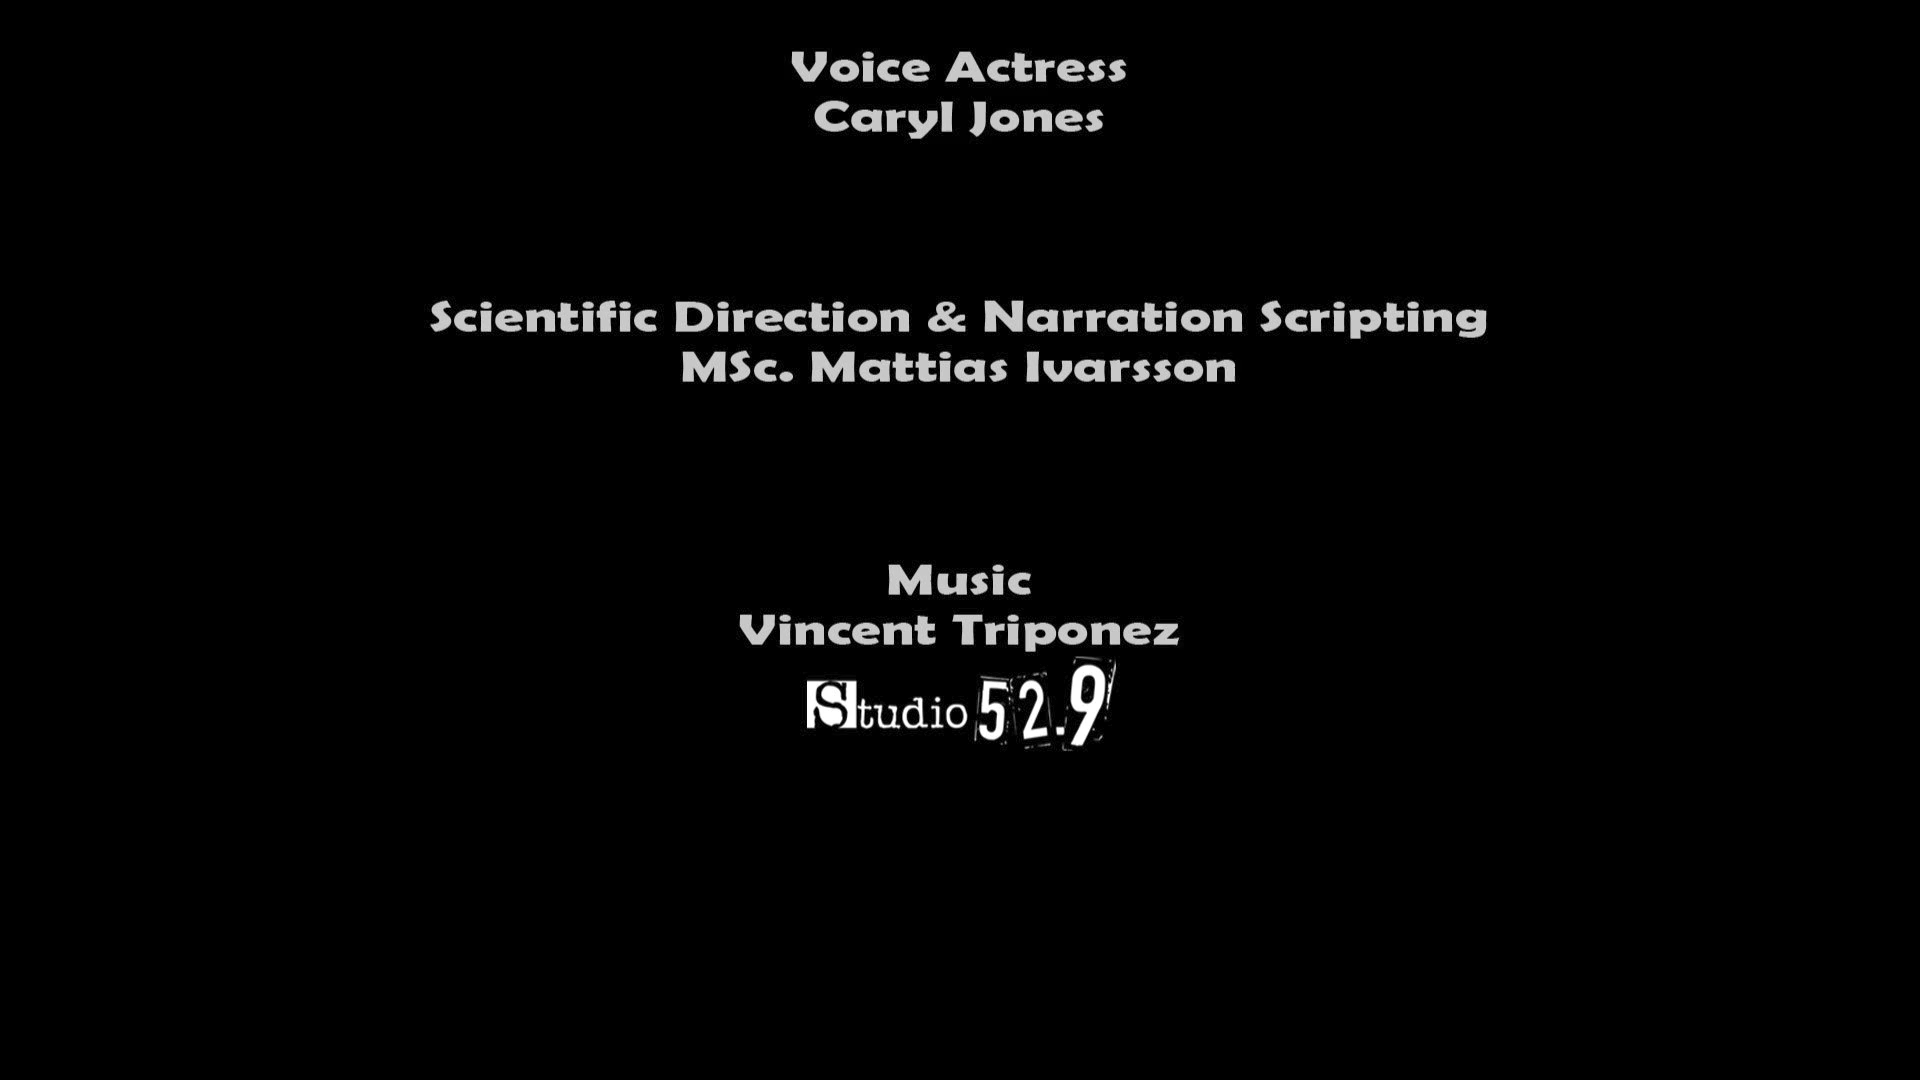 Voice Actress
Caryl Jones
Scientific Direction & Narration Scripting
MSc. Mattias Ivarsson
Music
Vincent Triponez
Studio 52.9